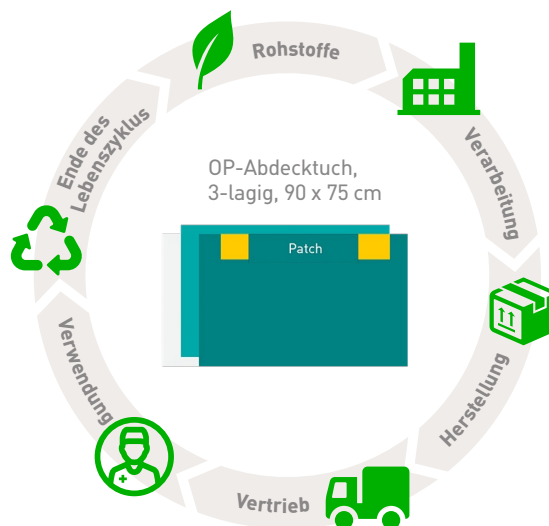 Rohstoffe
Verarbeitung
Herstellung
Vertrieb
Verwendung
Ende des
Lebenszyklus
OP-Abdecktuch,
3-lagig, 90 x 75 cm
Patch